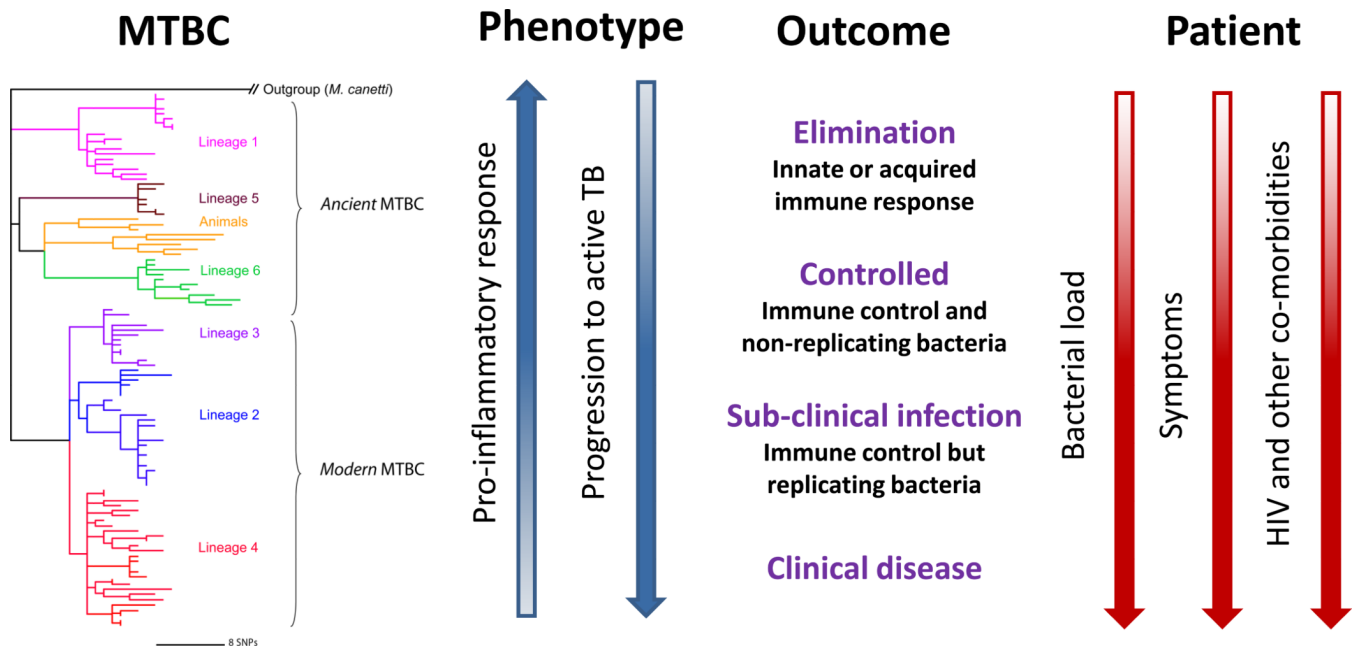 MTBC
Phenotype
Outcome
Patient
Outgroup (M. canetti)
Lineage 1
Lineage 5
Animals
Lineage 6
Ancient MTBC
Lineage 3
Lineage 2
Lineage 4
Modern MTBC
8 SNPs
Pro-inflammatory response
Progression to active TB
Elimination
Innate or acquired
immune response
Controlled
Immune control and
non-replicating bacteria
Sub-clinical infection
Immune control but
replicating bacteria
Clinical disease
Bacterial load
Symptoms
HIV and other co-morbidities